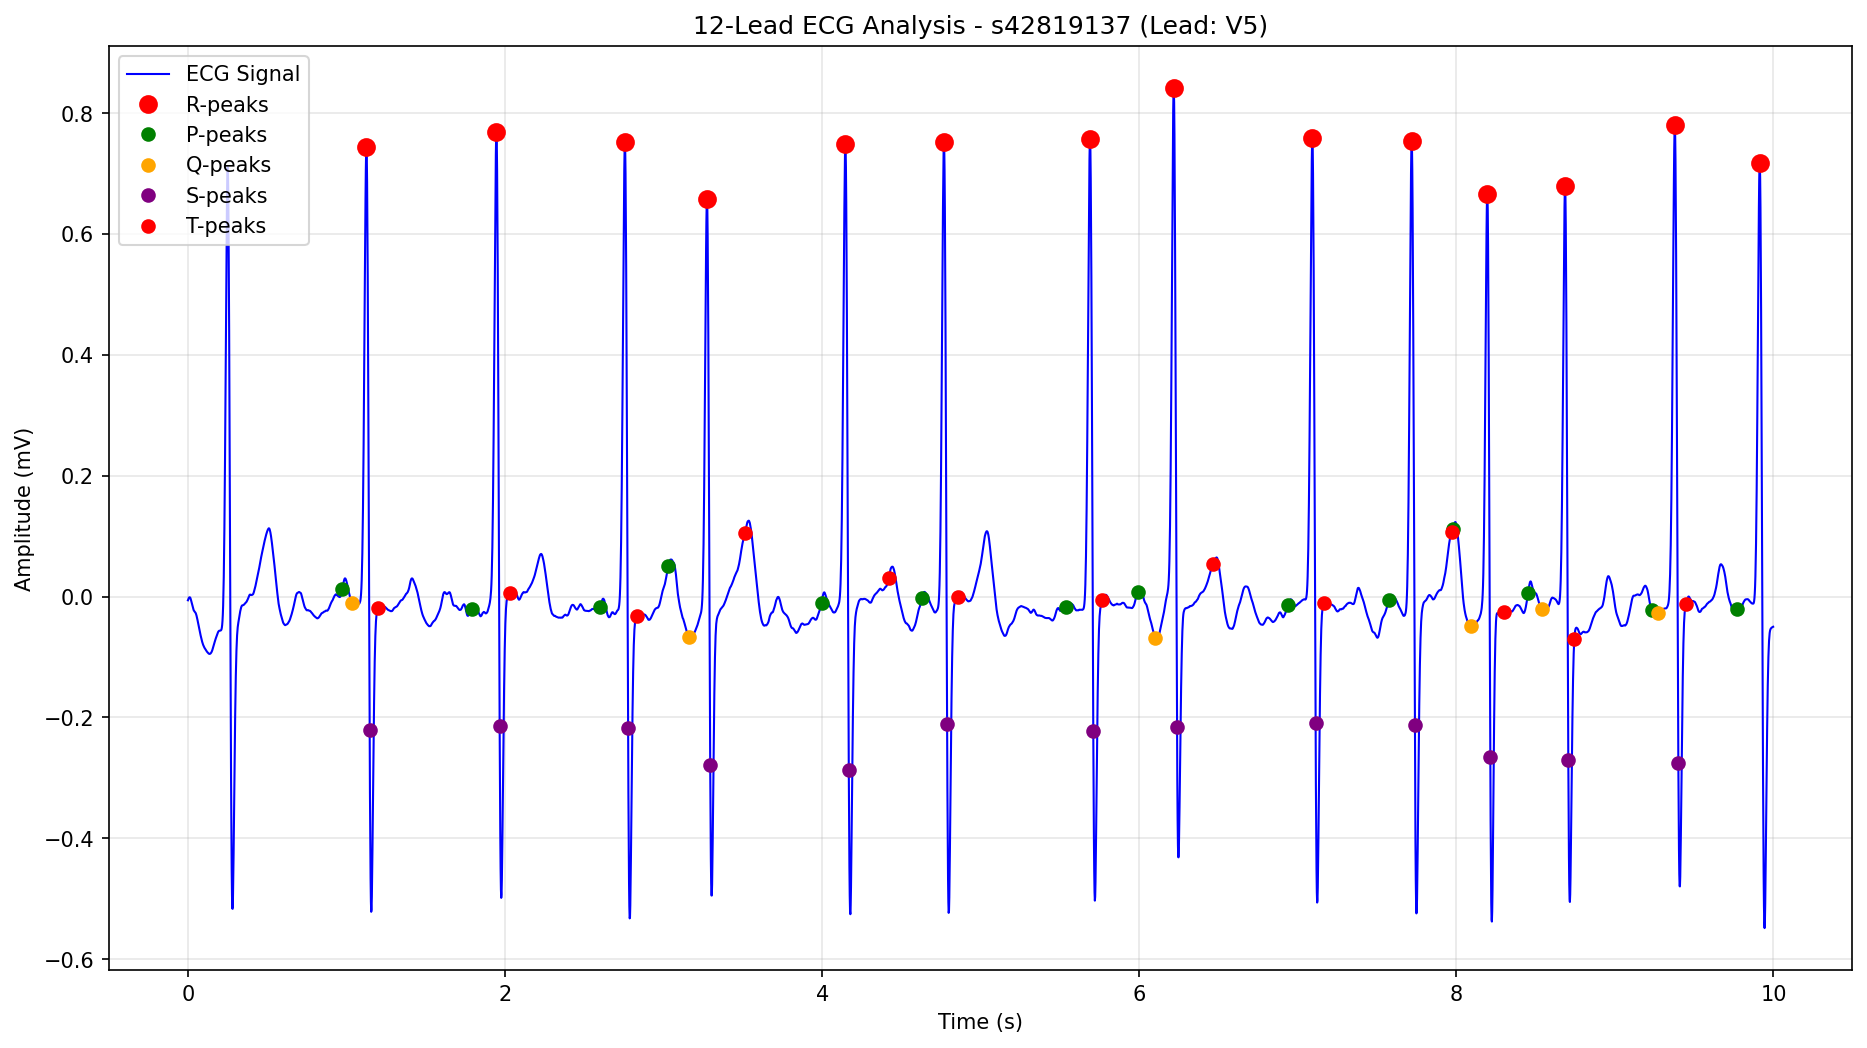 12-Lead ECG Analysis - s42819137 (Lead: V5)
ECG Signal
R-peaks
P-peaks
Q-peaks
S-peaks
T-peaks
Amplitude (mV)
0.8
0.6
0.4
0.2
0.0
−0.2
−0.4
−0.6
0 2 4 6 8 10
Time (s)